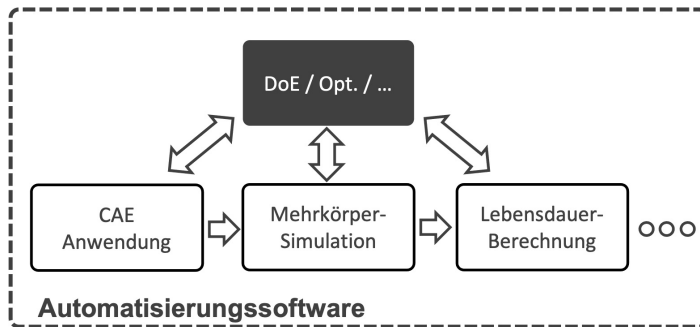 DoE / Opt. / ...
CAE
Anwendung
Mehrkörper-
Simulation
Lebensdauer-
Berechnung
Automatisierungssoftware